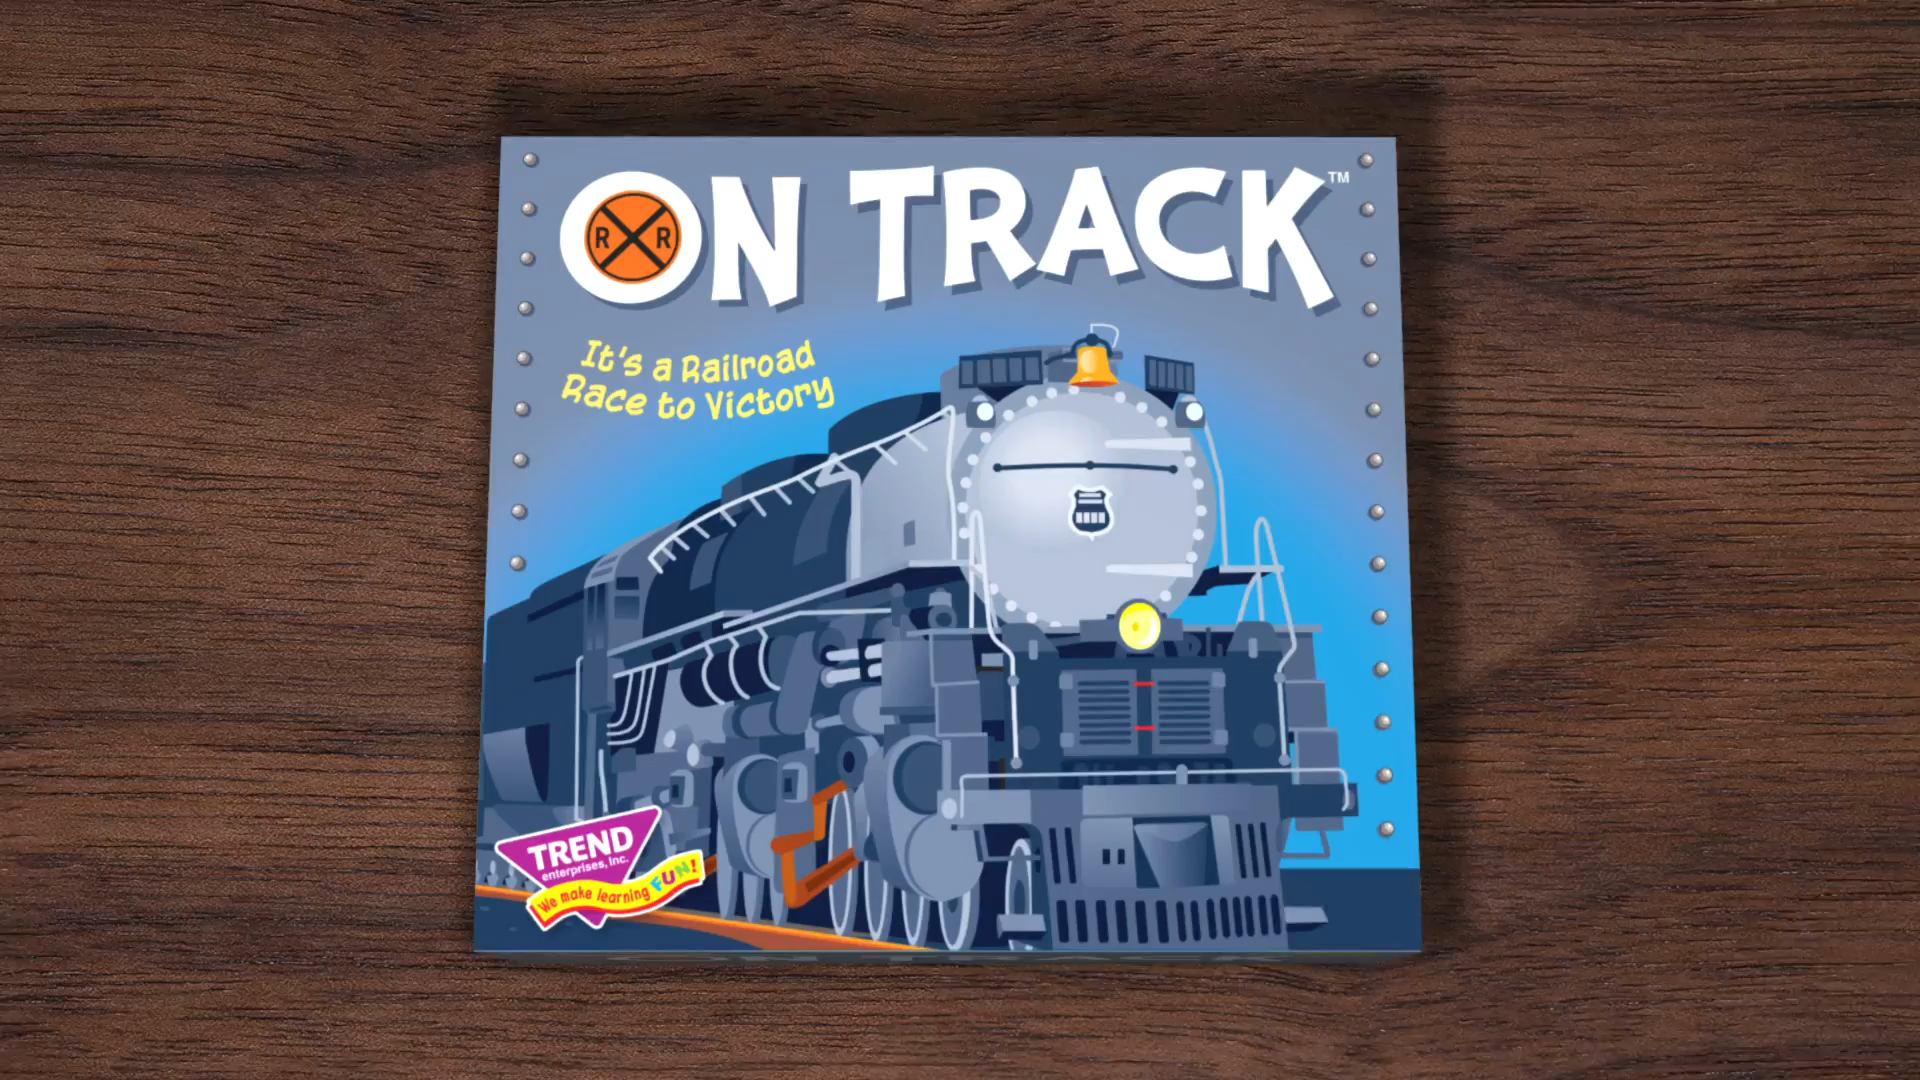 ON TRACK™
R R
It's a Railroad
Race to Victory
TREND
enterprises, Inc.
We make learning FUN!